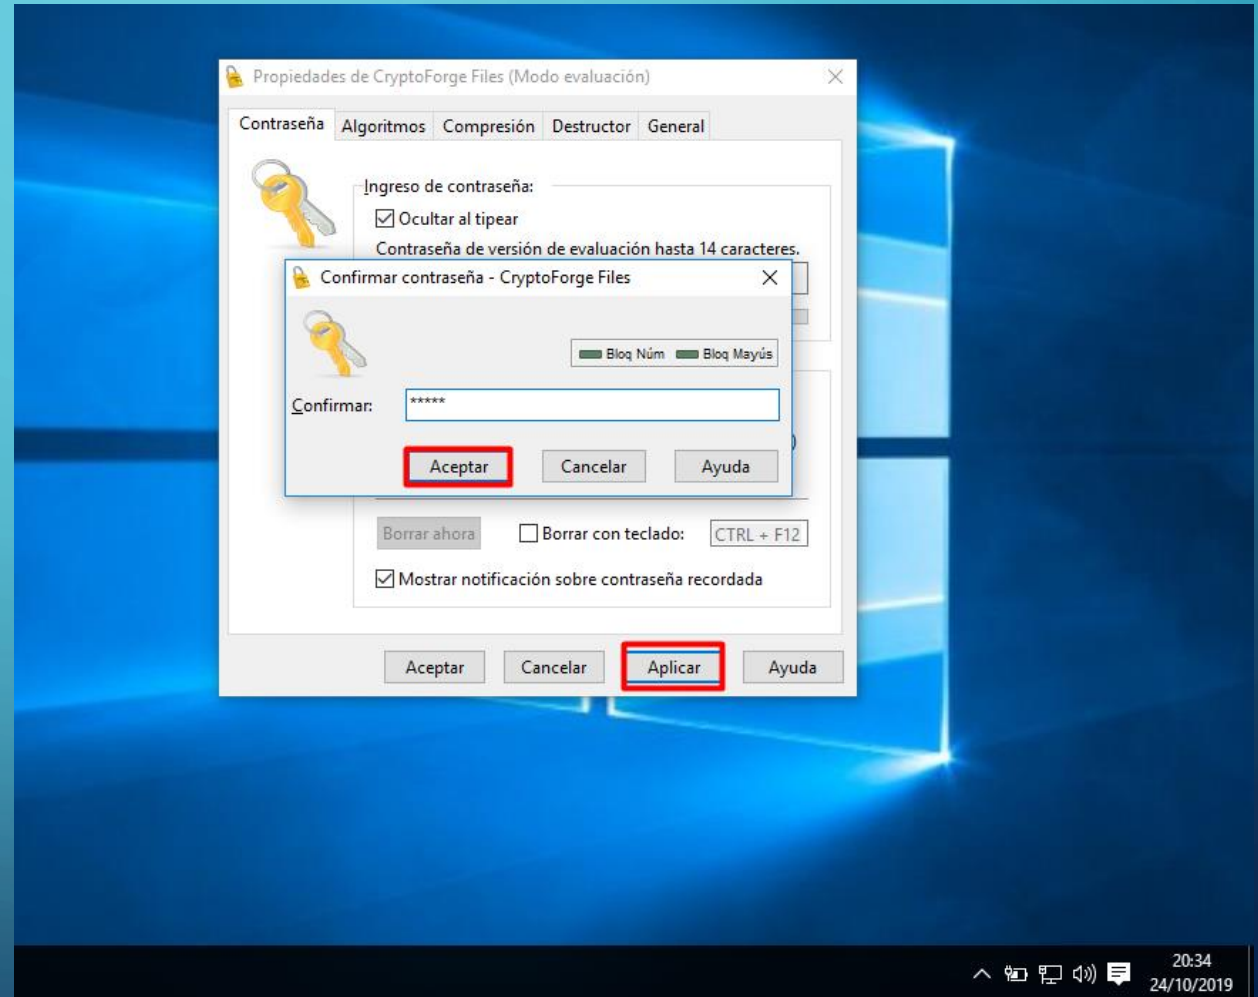 Propiedades de CryptoForge Files (Modo evaluación)
Contraseña Algoritmos Compresión Destructor General
Ingreso de contraseña:
Ocultar al tipear
Contraseña de versión de evaluación hasta 14 caracteres.
Confirmar contraseña - CryptoForge Files
Bloq Núm Bloq Mayús
Confirmar: *****
Aceptar Cancelar Ayuda
Borrar ahora Borrar con teclado: CTRL + F12
Mostrar notificación sobre contraseña recordada
Aceptar Cancelar Aplicar Ayuda
20:34
24/10/2019